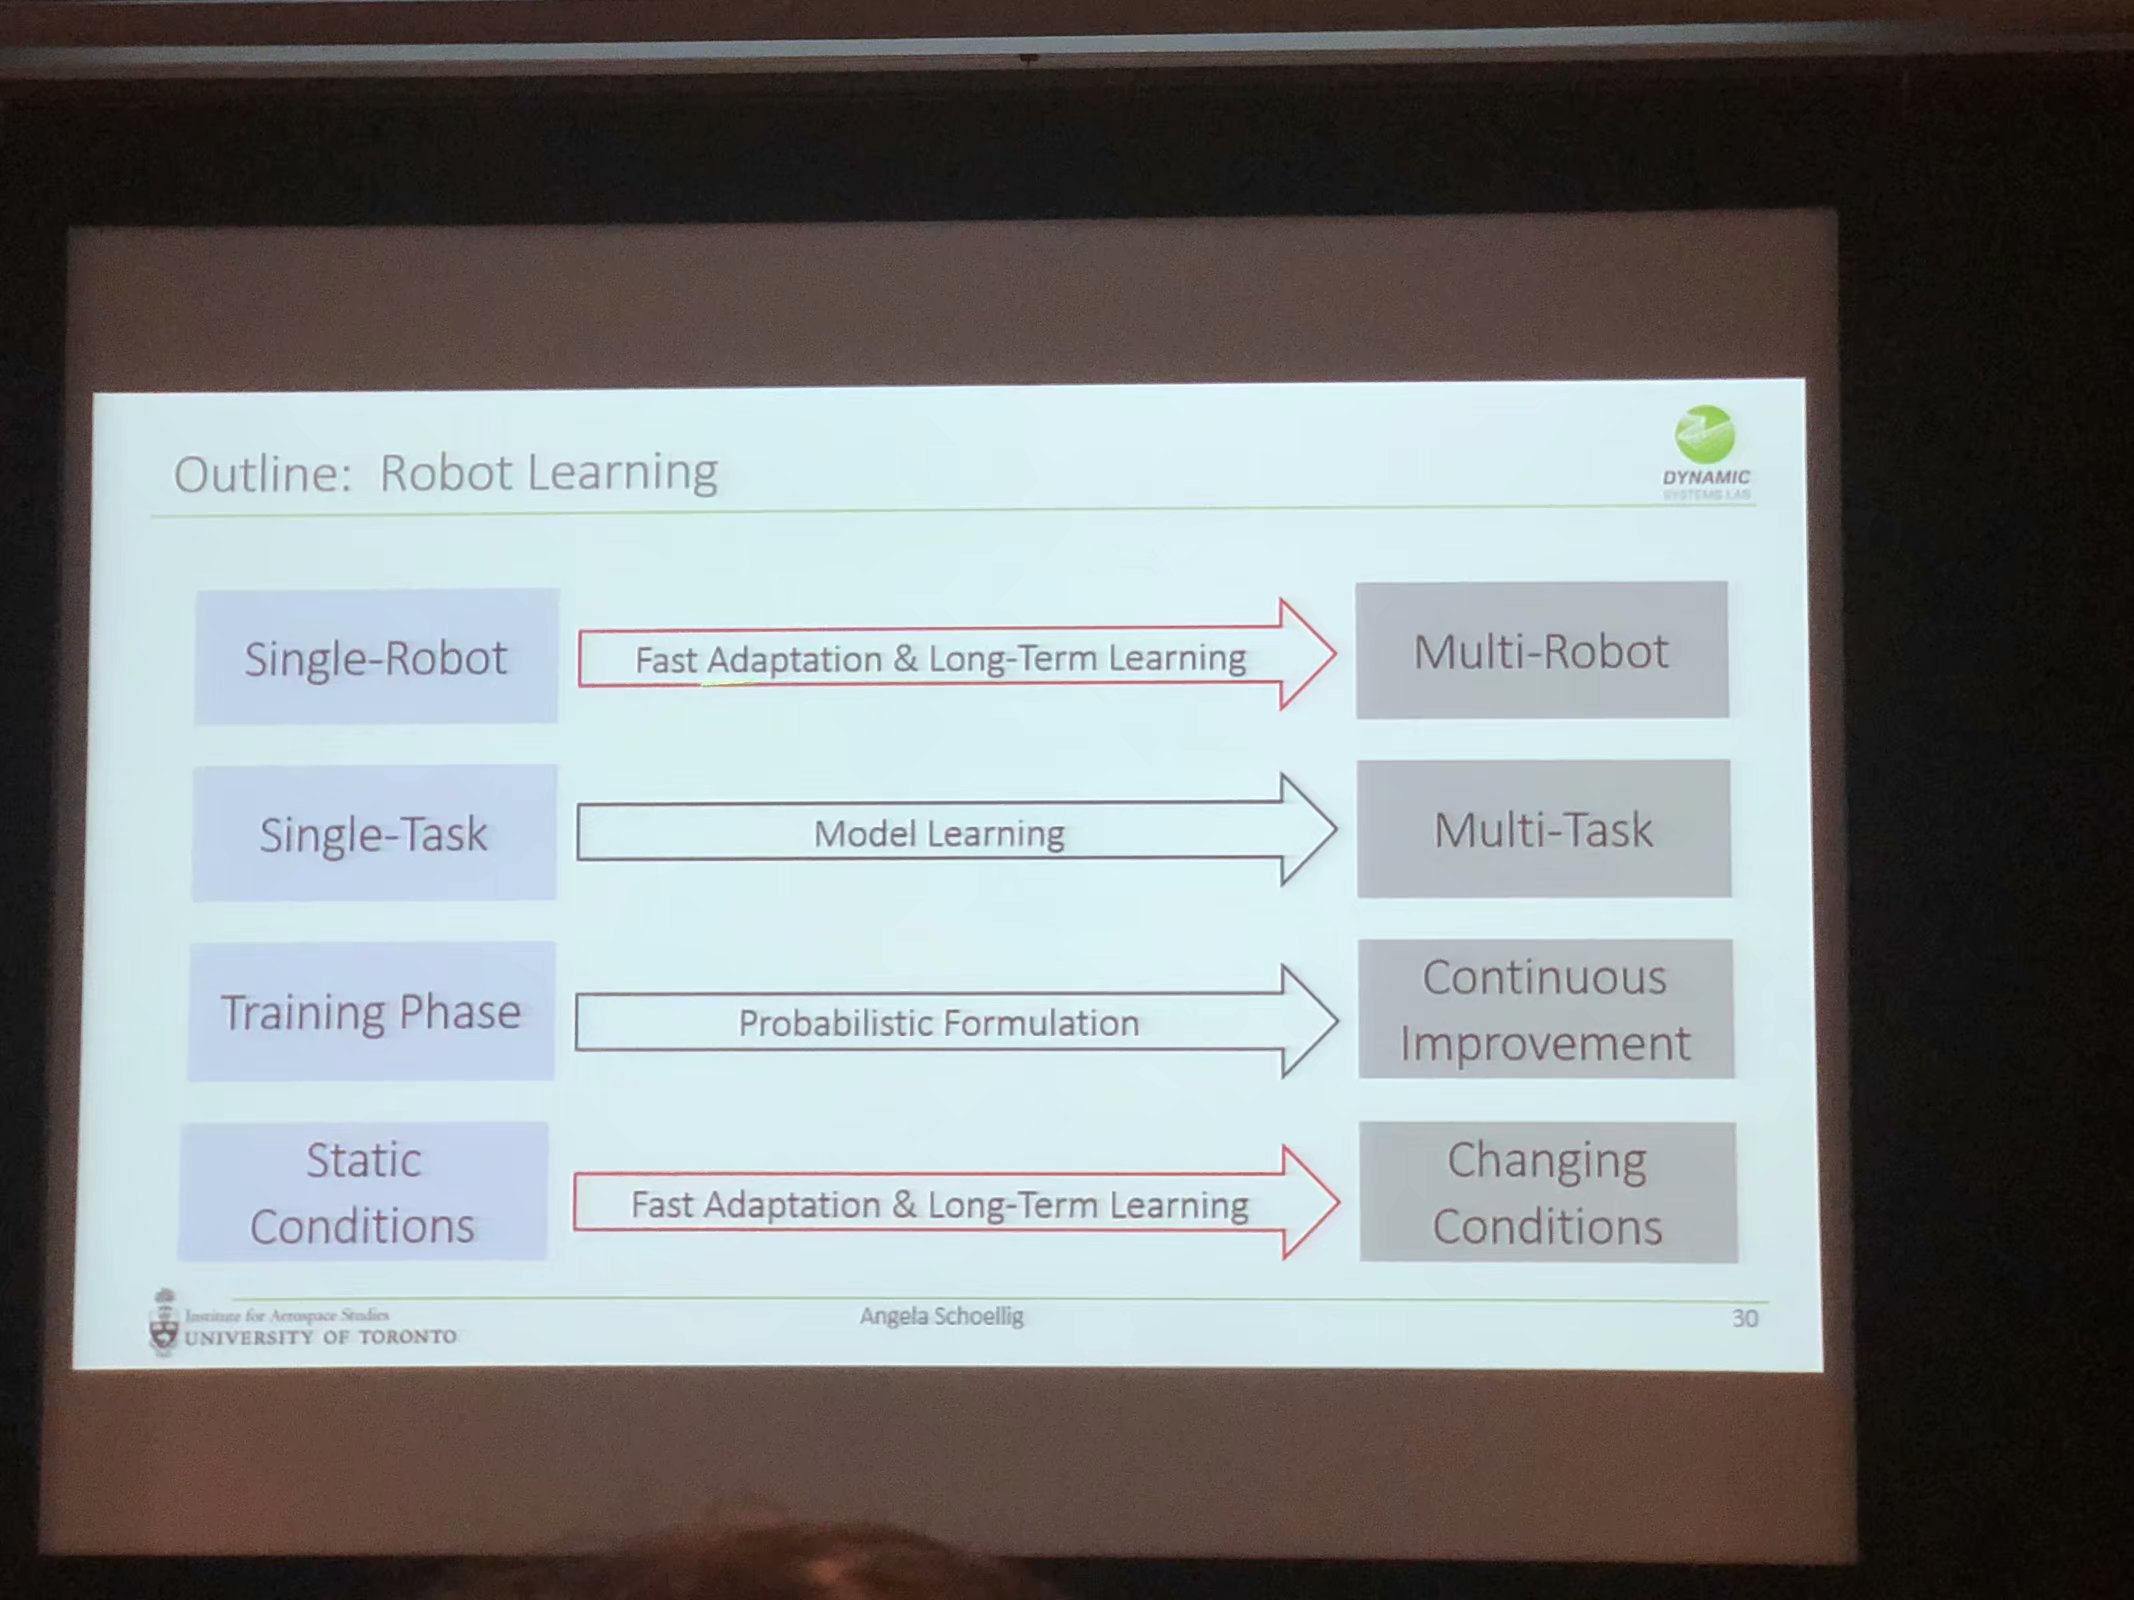 Outline: Robot Learning
DYNAMIC
SYSTEMS LAB
Single-Robot
Fast Adaptation & Long-Term Learning
Multi-Robot
Single-Task
Model Learning
Multi-Task
Training Phase
Probabilistic Formulation
Continuous
Improvement
Static
Conditions
Fast Adaptation & Long-Term Learning
Changing
Conditions
Institute for Aerospace Studies
UNIVERSITY OF TORONTO
Angela Schoellig
30